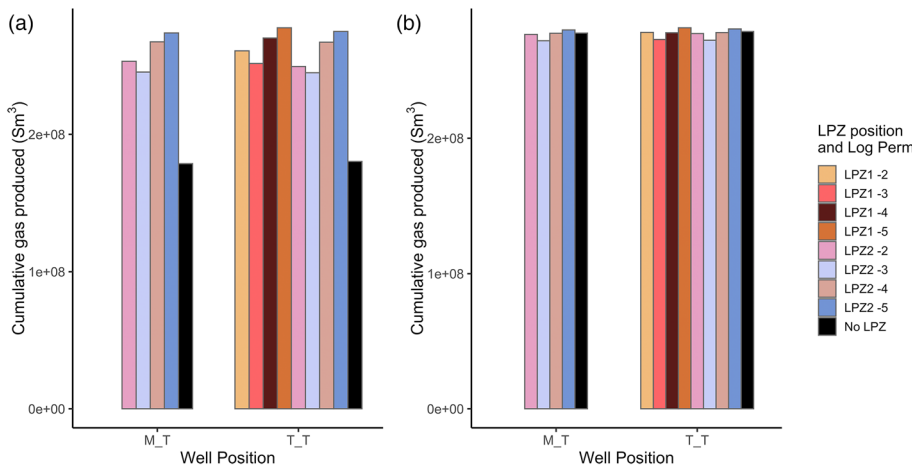 (a)
Cumulative gas produced (Sm³)
2e+08
1e+08
0e+00
M_T
T_T
Well Position
(b)
Cumulative gas produced (Sm³)
2e+08
1e+08
0e+00
M_T
T_T
Well Position
LPZ position
and Log Perm
LPZ1 -2
LPZ1 -3
LPZ1 -4
LPZ1 -5
LPZ2 -2
LPZ2 -3
LPZ2 -4
LPZ2 -5
No LPZ